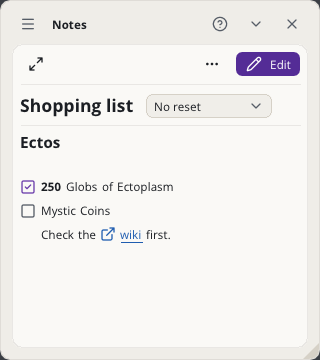 Notes
Edit
Shopping list
No reset
Ectos
250 Globs of Ectoplasm
Mystic Coins
Check the wiki first.